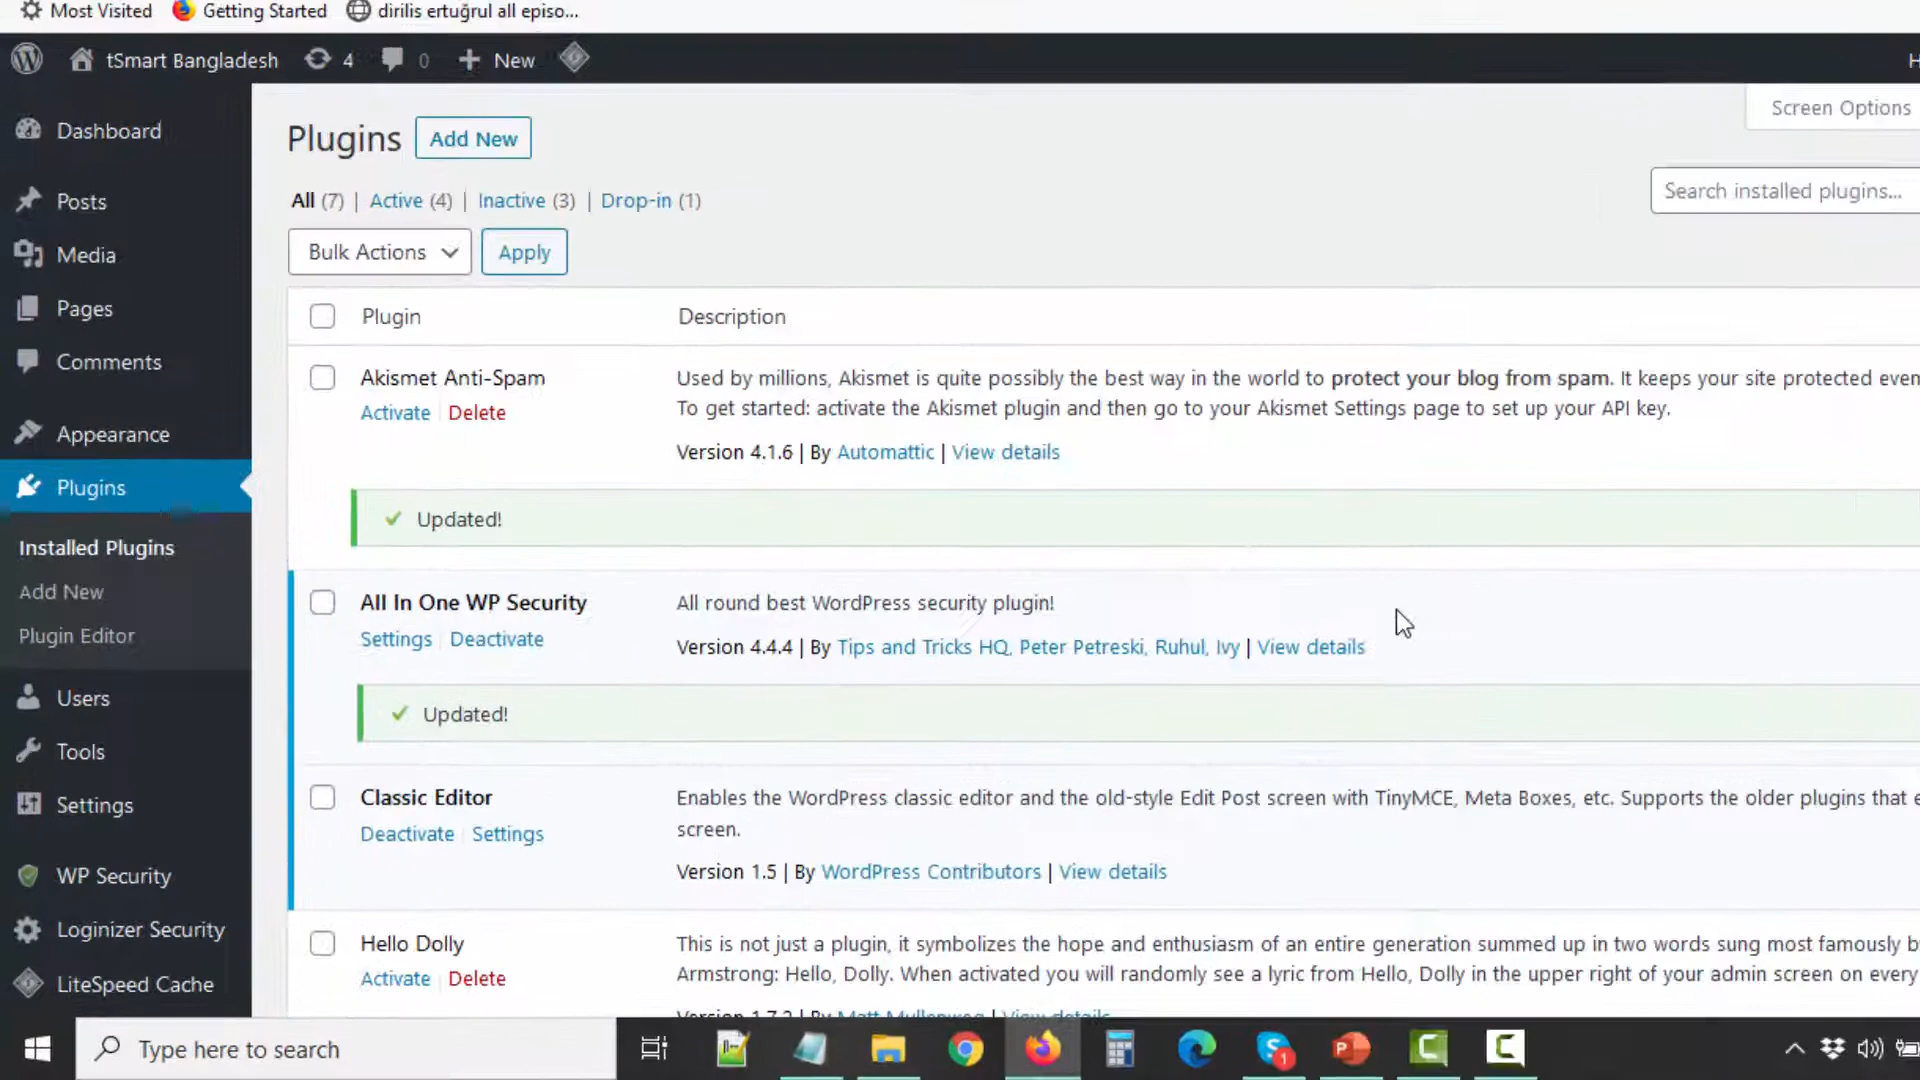 Most Visited Getting Started dirilis ertuğrul all episo...
tSmart Bangladesh 4 0 New
Screen Options
Dashboard
Posts
Media
Pages
Comments
Appearance
Plugins
Installed Plugins
Add New
Plugin Editor
Users
Tools
Settings
WP Security
Loginizer Security
LiteSpeed Cache
Plugins Add New
All (7) | Active (4) | Inactive (3) | Drop-in (1)
Search installed plugins...
Bulk Actions Apply
Plugin Description
Akismet Anti-Spam
Activate | Delete
Used by millions, Akismet is quite possibly the best way in the world to protect your blog from spam. It keeps your site protected even
To get started: activate the Akismet plugin and then go to your Akismet Settings page to set up your API key.
Version 4.1.6 | By Automattic | View details
Updated!
All In One WP Security
Settings | Deactivate
All round best WordPress security plugin!
Version 4.4.4 | By Tips and Tricks HQ, Peter Petreski, Ruhul, Ivy | View details
Updated!
Classic Editor
Deactivate | Settings
Enables the WordPress classic editor and the old-style Edit Post screen with TinyMCE, Meta Boxes, etc. Supports the older plugins that e
screen.
Version 1.5 | By WordPress Contributors | View details
Hello Dolly
Activate | Delete
This is not just a plugin, it symbolizes the hope and enthusiasm of an entire generation summed up in two words sung most famously b
Armstrong: Hello, Dolly. When activated you will randomly see a lyric from Hello, Dolly in the upper right of your admin screen on every
Version 1.7.2 | By Matt Mullenweg | View details
Type here to search